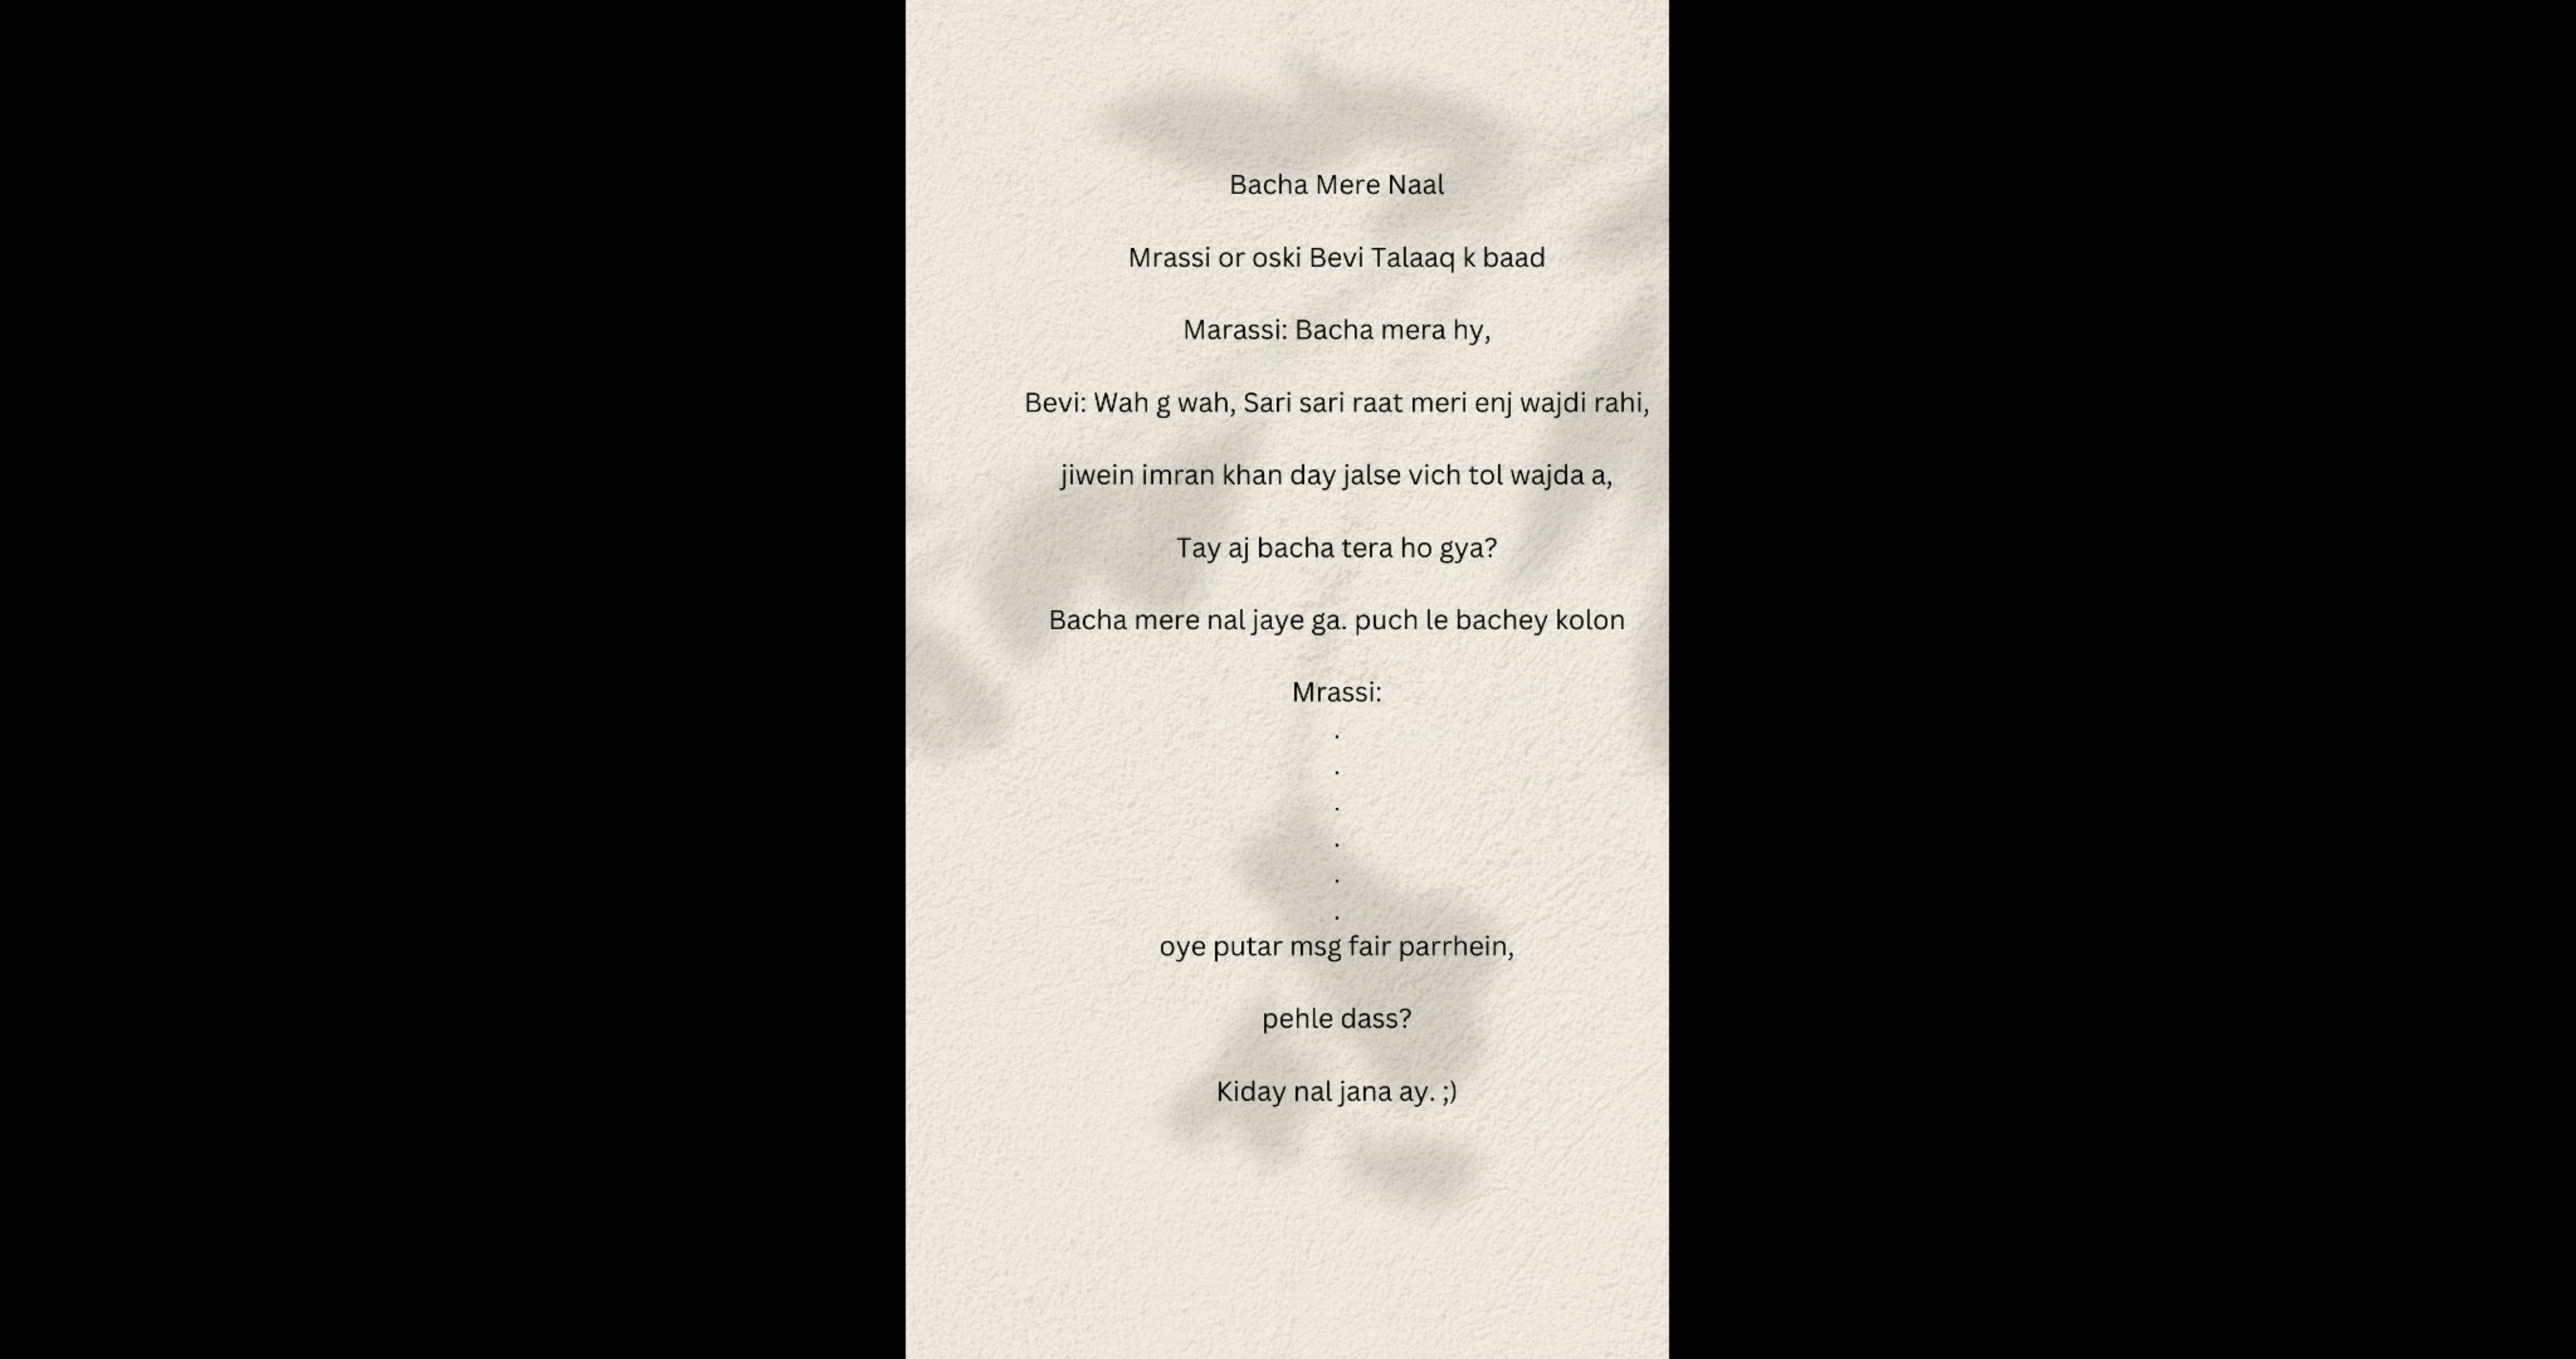 Bacha Mere Naal
Mrassi or oski Bevi Talaaq k baad
Marassi: Bacha mera hy,
Bevi: Wah g wah, Sari sari raat meri enj wajdi rahi,
jiwein imran khan day jalse vich tol wajda a,
Tay aj bacha tera ho gya?
Bacha mere nal jaye ga. puch le bachey kolon
Mrassi:
.
.
.
.
.
.
oye putar msg fair parrhein,
pehle dass?
Kiday nal jana ay. ;)